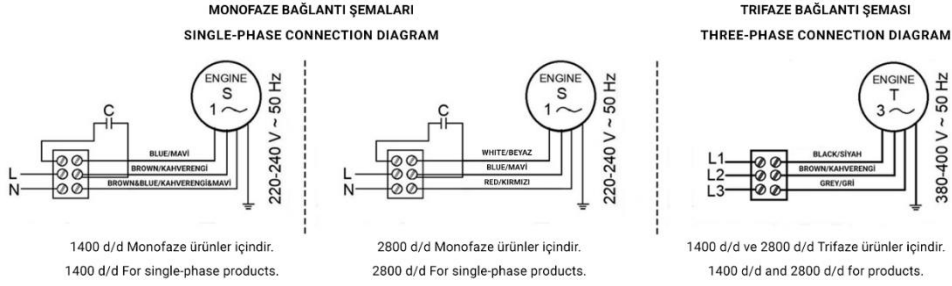 MONOFAZE BAĞLANTI ŞEMALARI
SINGLE-PHASE CONNECTION DIAGRAM
ENGINE
S
1 ~
220-240 V ~ 50 Hz
C
L
N
BLUE/MAVİ
BROWN/KAHVERENGİ
BROWN&BLUE/KAHVERENGİ&MAVİ
1400 d/d Monofaze ürünler içindir.
1400 d/d For single-phase products.
ENGINE
S
1 ~
220-240 V ~ 50 Hz
C
L
N
WHITE/BEYAZ
BLUE/MAVİ
RED/KIRMIZI
2800 d/d Monofaze ürünler içindir.
2800 d/d For single-phase products.
TRIFAZE BAĞLANTI ŞEMASI
THREE-PHASE CONNECTION DIAGRAM
ENGINE
T
3 ~
380-400 V ~ 50 Hz
L1
L2
L3
BLACK/SİYAH
BROWN/KAHVERENGİ
GREY/GRİ
1400 d/d ve 2800 d/d Trifaze ürünler içindir.
1400 d/d and 2800 d/d for products.